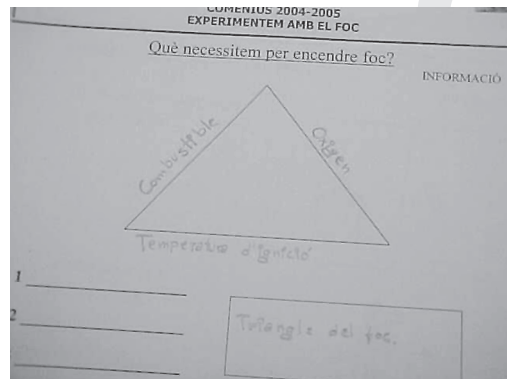 COMENIUS 2004-2005
EXPERIMENTEM AMB EL FOC
Què necessitem per encendre foc?
INFORMACIÓ
Combustible
Oxigen
Temperatura d'ignició
1
2
Triangle del foc.